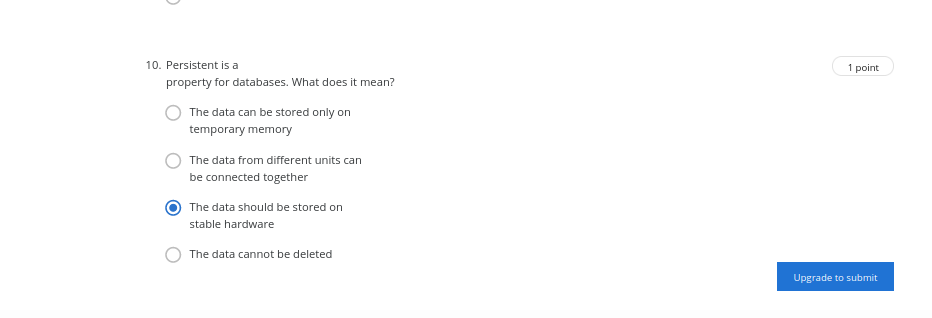 10. Persistent is a
property for databases. What does it mean?
1 point
The data can be stored only on
temporary memory
The data from different units can
be connected together
The data should be stored on
stable hardware
The data cannot be deleted
Upgrade to submit